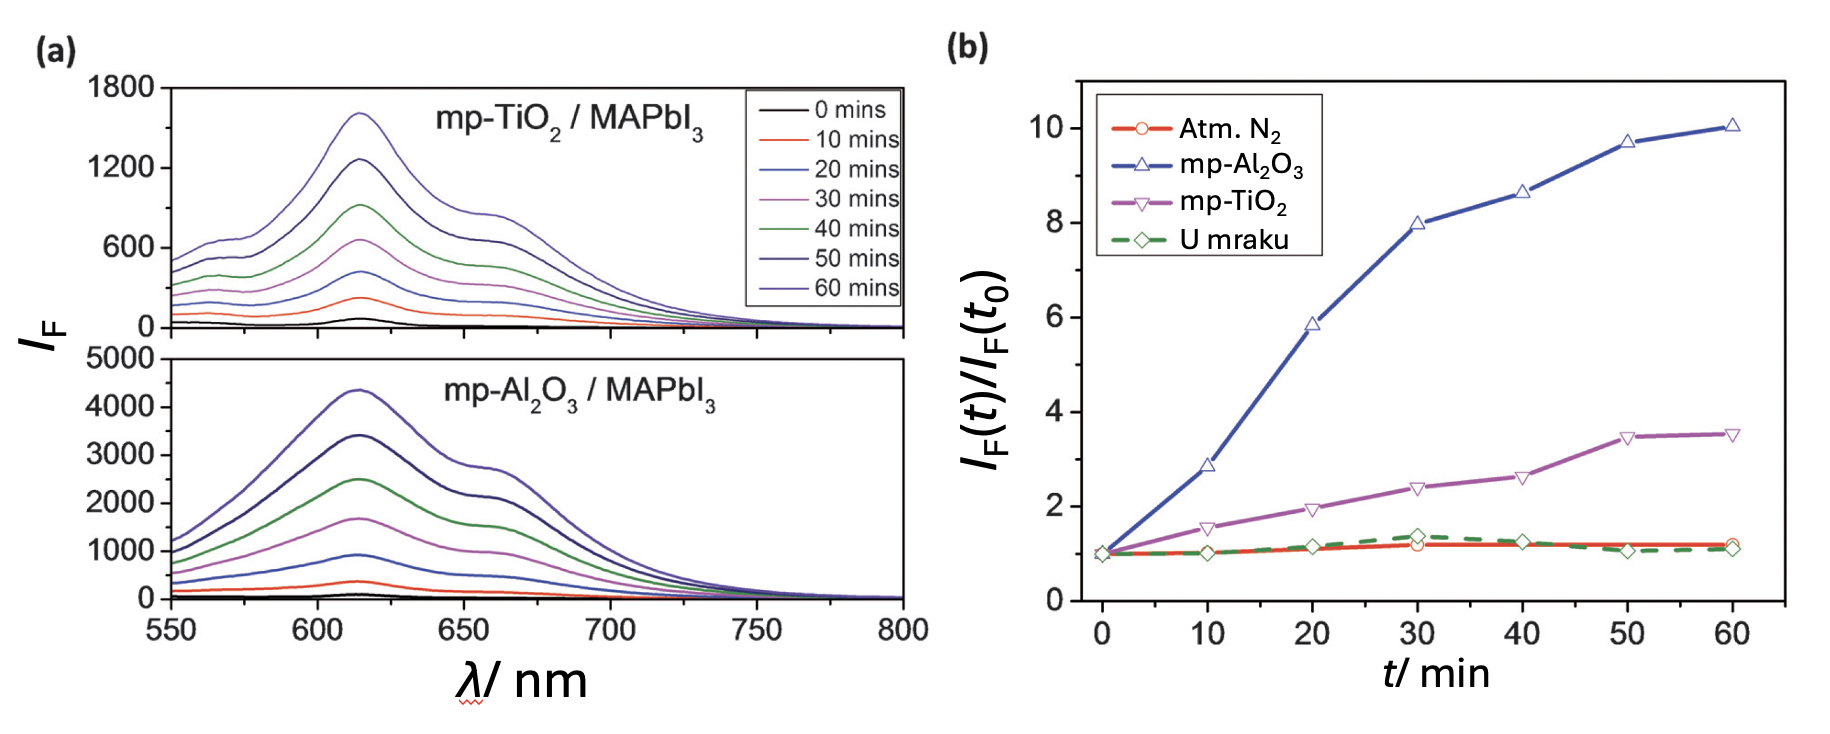 (a)
1800
1200
600
0
mp-TiO₂ / MAPbI₃
0 mins
10 mins
20 mins
30 mins
40 mins
50 mins
60 mins
I_F
5000
4000
3000
2000
1000
0
mp-Al₂O₃ / MAPbI₃
550 600 650 700 750 800
λ/ nm
(b)
10
8
6
4
2
0
Atm. N₂
mp-Al₂O₃
mp-TiO₂
U mraku
I_F(t)/I_F(t₀)
0 10 20 30 40 50 60
t/ min